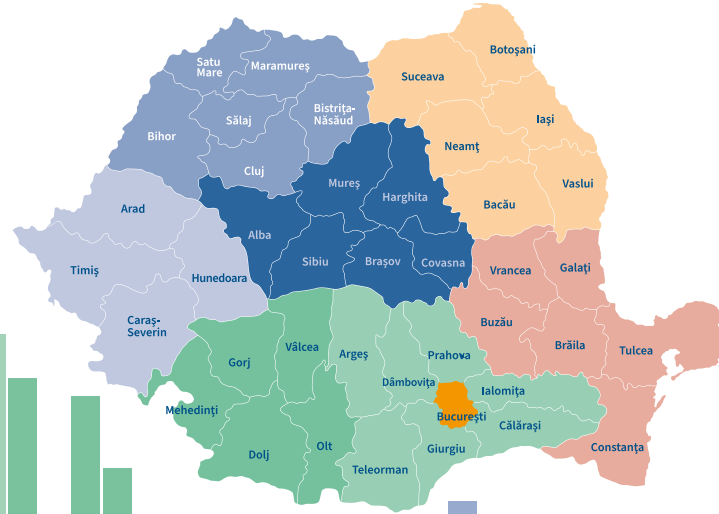 Botoşani
Satu
Mare
Maramureş
Suceava
Bistriţa-
Năsăud
Sălaj
Iaşi
Bihor
Neamţ
Cluj
Mureş
Vaslui
Harghita
Bacău
Arad
Alba
Sibiu
Braşov
Covasna
Timiş
Hunedoara
Vrancea
Galaţi
Caraş-
Severin
Buzău
Brăila
Tulcea
Vâlcea
Argeş
Prahova
Gorj
Dâmboviţa
Ialomiţa
Mehedinţi
Bucureşti
Călăraşi
Olt
Giurgiu
Constanţa
Dolj
Teleorman